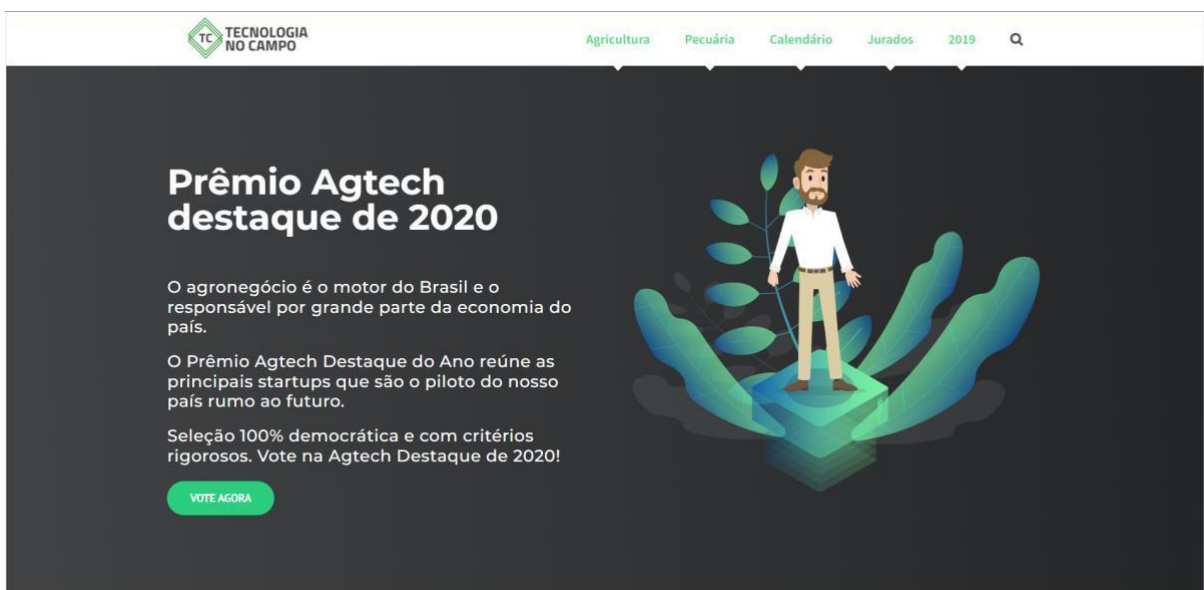 TC
TECNOLOGIA
NO CAMPO
Agricultura Pecuária Calendário Jurados 2019
Prêmio Agtech
destaque de 2020
O agronegócio é o motor do Brasil e o
responsável por grande parte da economia do
país.
O Prêmio Agtech Destaque do Ano reúne as
principais startups que são o piloto do nosso
país rumo ao futuro.
Seleção 100% democrática e com critérios
rigorosos. Vote na Agtech Destaque de 2020!
VOTE AGORA